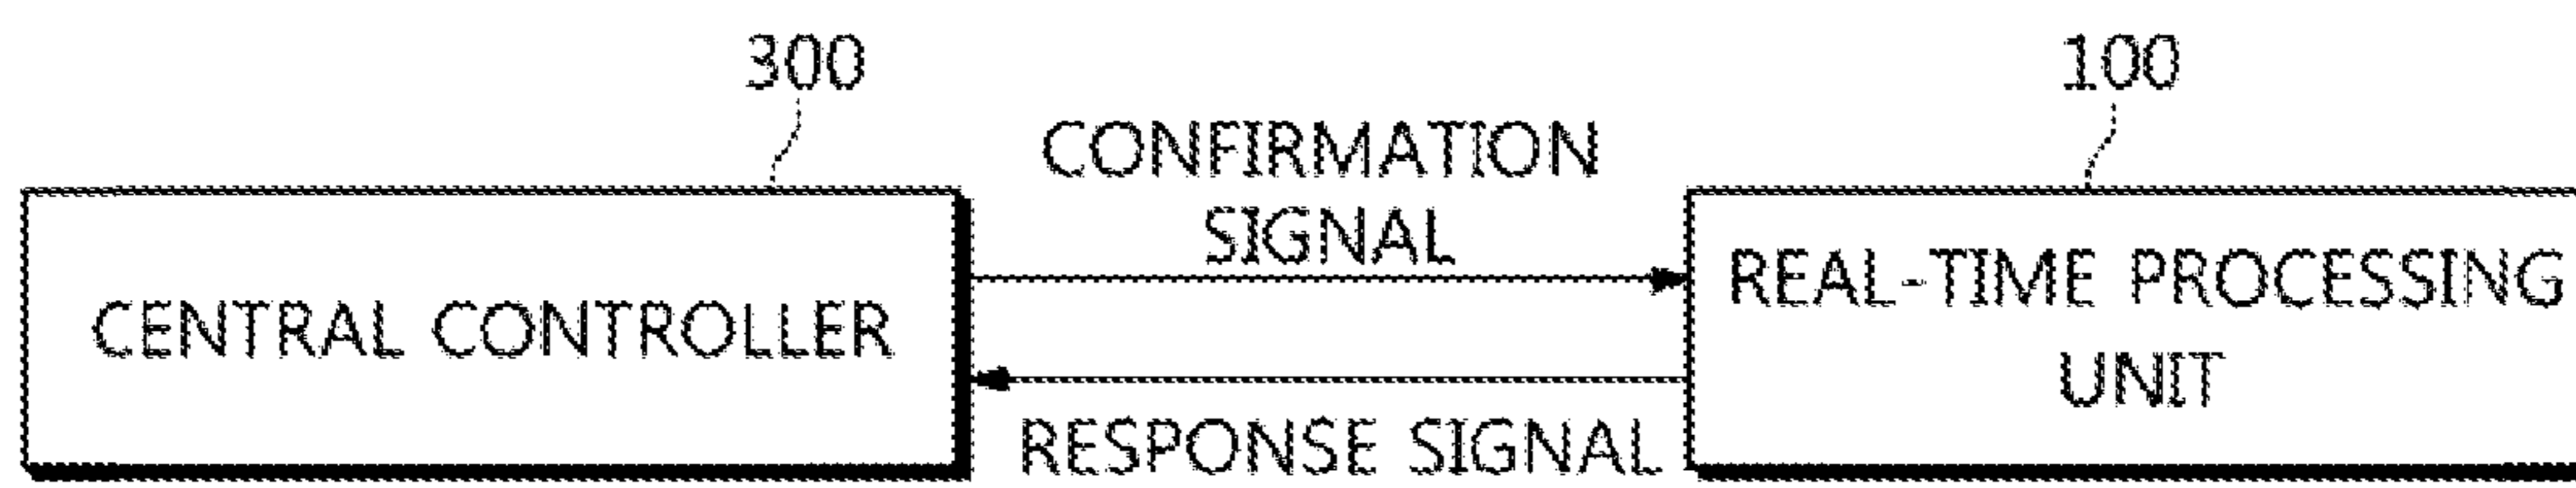 300
100
CONFIRMATION
SIGNAL
CENTRAL CONTROLLER
REAL-TIME PROCESSING
UNIT
RESPONSE SIGNAL